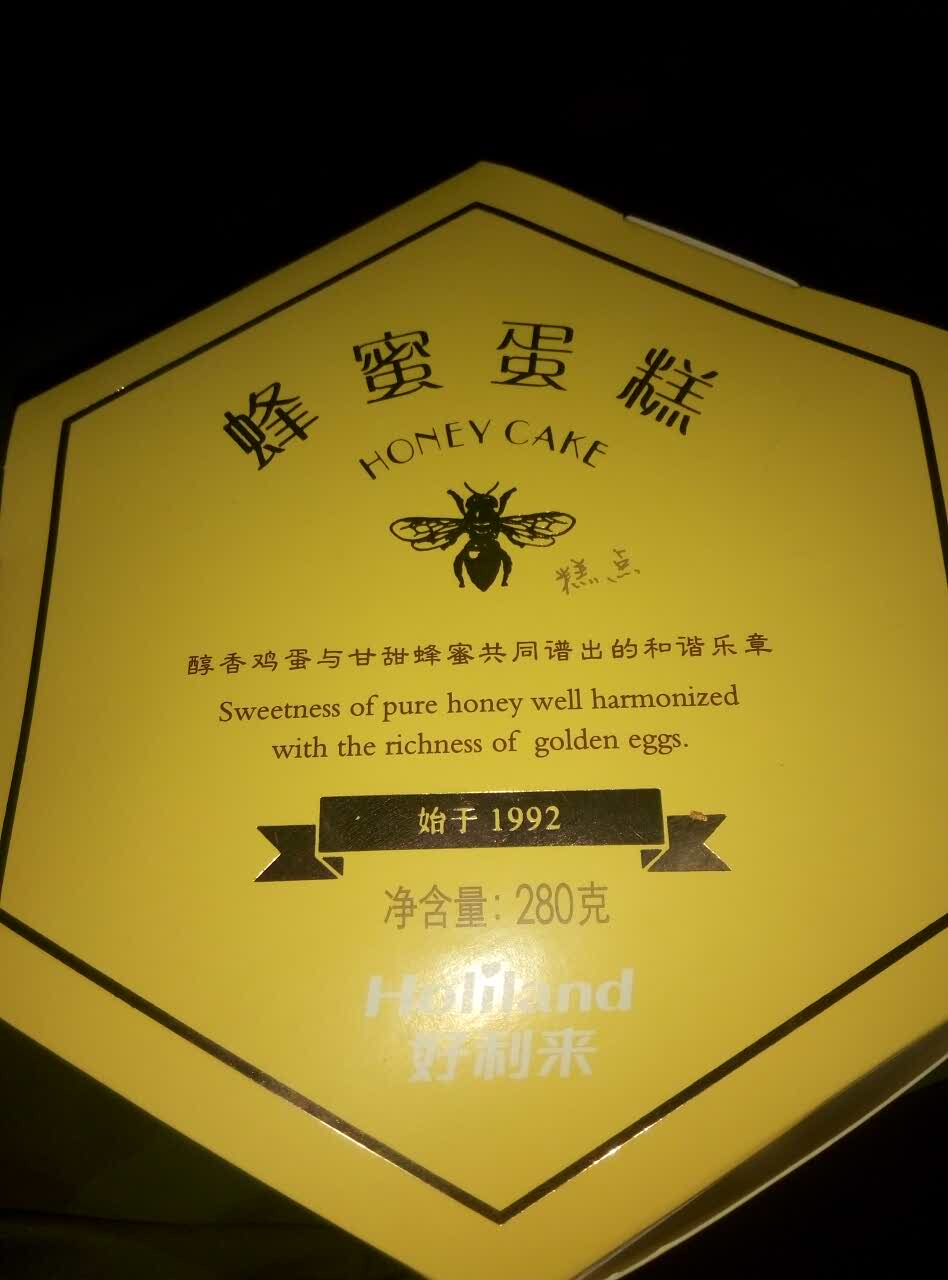 蜂蜜蛋糕
HONEY CAKE
糕点
醇香鸡蛋与甘甜蜂蜜共同谱出的和谐乐章
Sweetness of pure honey well harmonized
with the richness of golden eggs.
始于 1992
净含量：280克
Holiland
好利来